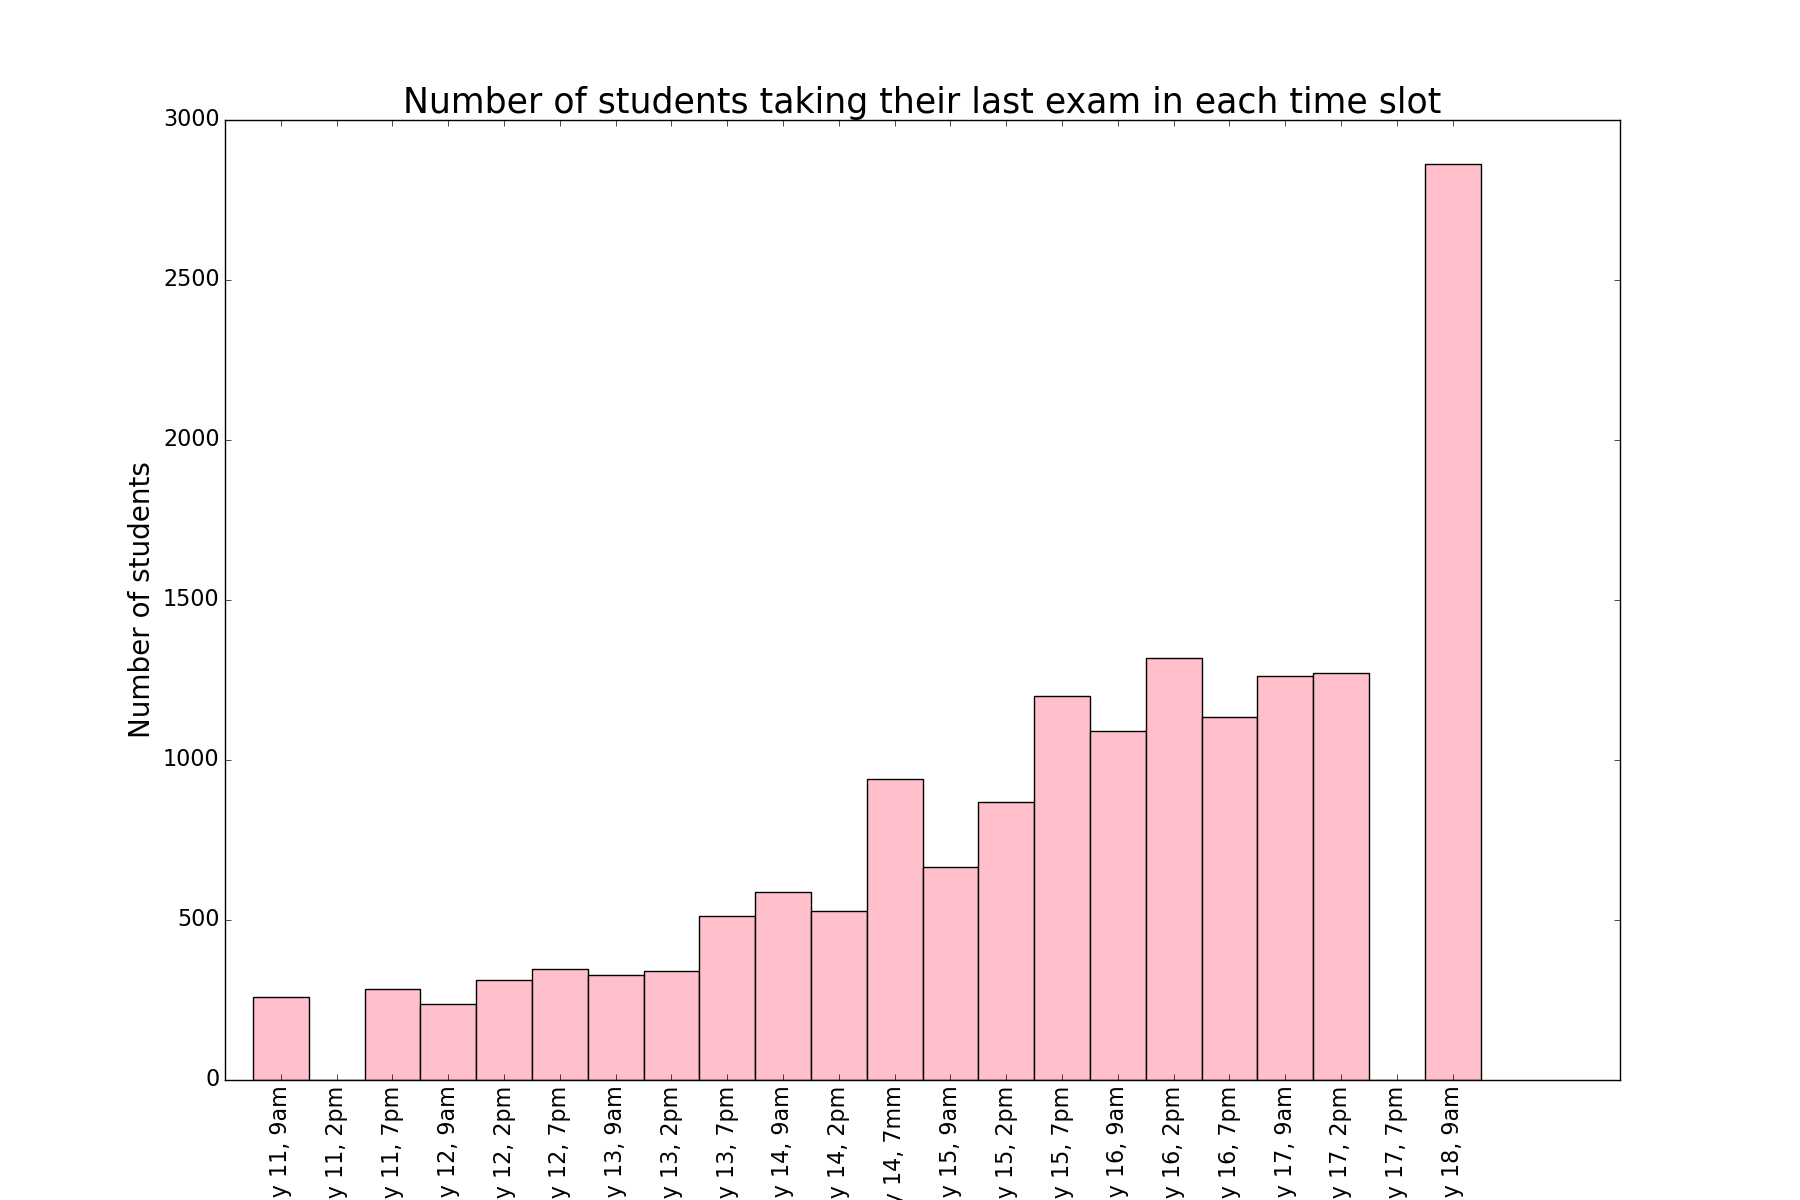 Number of students taking their last exam in each time slot
Number of students
3000
2500
2000
1500
1000
500
0
y 11, 9am
y 11, 2pm
y 11, 7pm
y 12, 9am
y 12, 2pm
y 12, 7pm
y 13, 9am
y 13, 2pm
y 13, 7pm
y 14, 9am
y 14, 2pm
y 14, 7mm
y 15, 9am
y 15, 2pm
y 15, 7pm
y 16, 9am
y 16, 2pm
y 16, 7pm
y 17, 9am
y 17, 2pm
y 17, 7pm
y 18, 9am